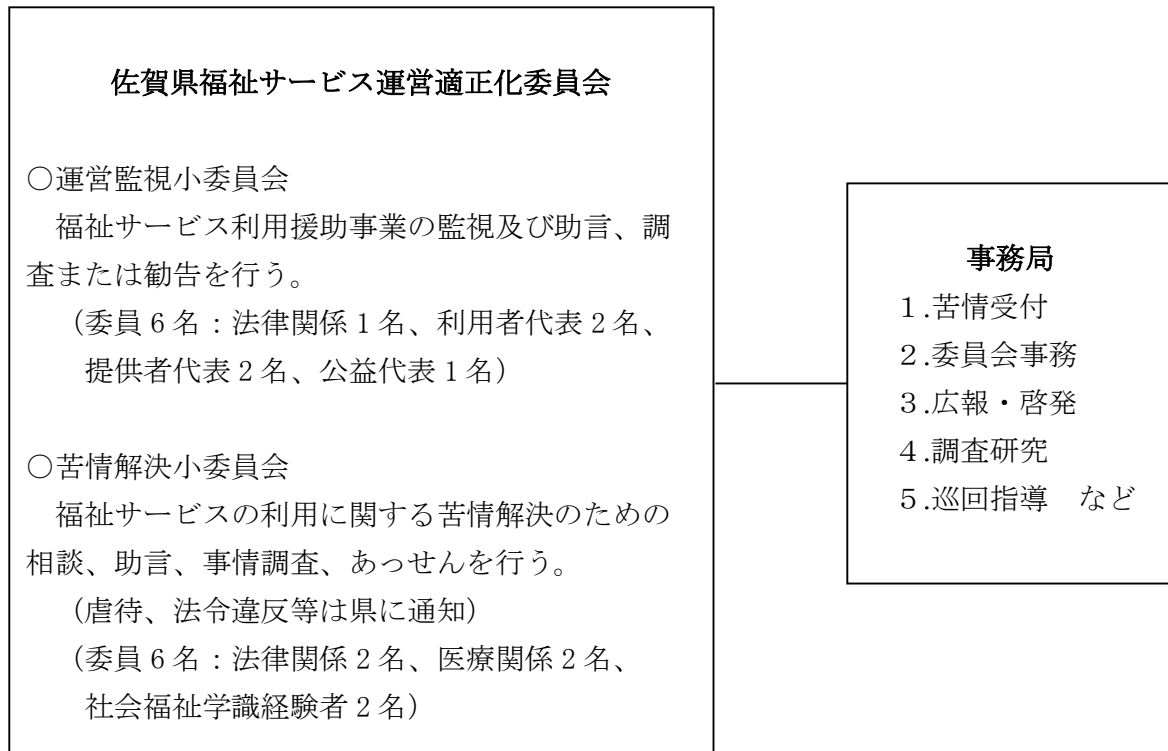 佐賀県福祉サービス運営適正化委員会
○運営監視小委員会
福祉サービス利用援助事業の監視及び助言、調
査または勧告を行う。
（委員６名：法律関係１名、利用者代表２名、
提供者代表２名、公益代表１名）
○苦情解決小委員会
福祉サービスの利用に関する苦情解決のための
相談、助言、事情調査、あっせんを行う。
（虐待、法令違反等は県に通知）
（委員６名：法律関係２名、医療関係２名、
社会福祉学識経験者２名）
事務局
１.苦情受付
２.委員会事務
３.広報・啓発
４.調査研究
５.巡回指導　など